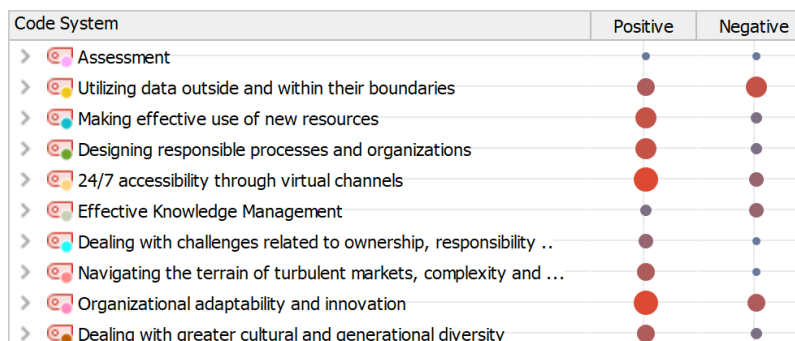 Code System Positive Negative
Assessment
Utilizing data outside and within their boundaries
Making effective use of new resources
Designing responsible processes and organizations
24/7 accessibility through virtual channels
Effective Knowledge Management
Dealing with challenges related to ownership, responsibility ..
Navigating the terrain of turbulent markets, complexity and ...
Organizational adaptability and innovation
Dealing with greater cultural and generational diversity